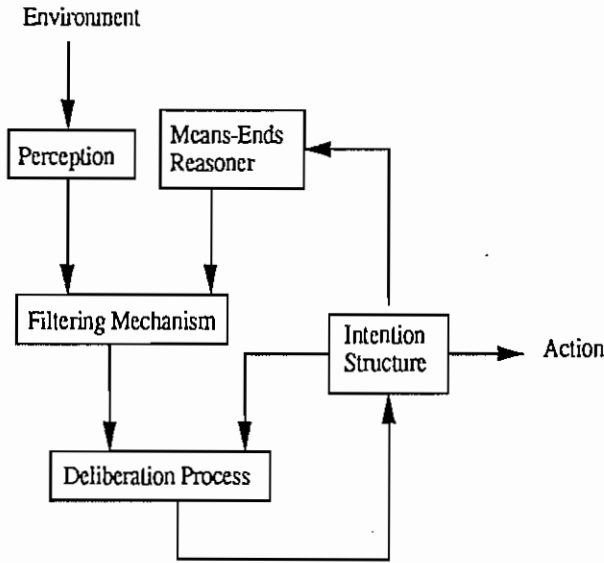 Environment
Perception
Means-Ends
Reasoner
Filtering Mechanism
Intention
Structure
Action
Deliberation Process